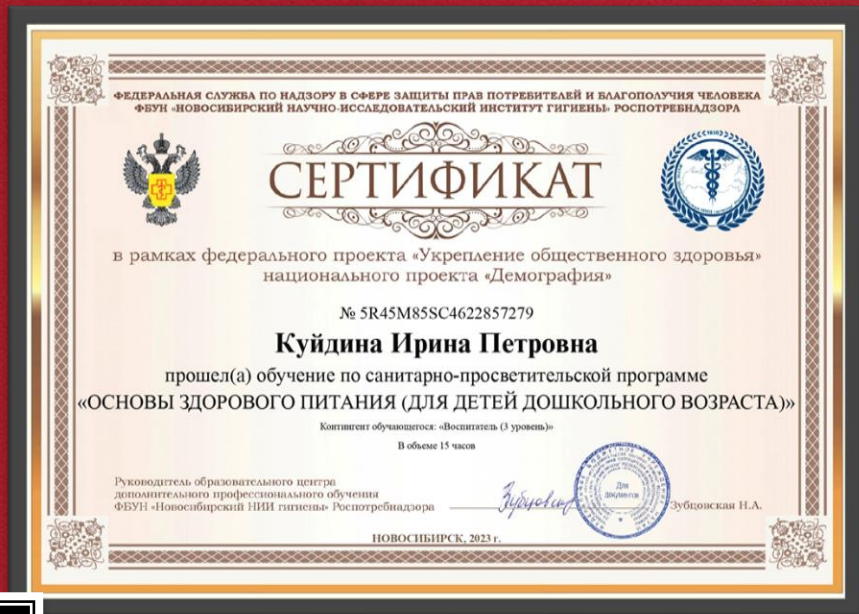 ФЕДЕРАЛЬНАЯ СЛУЖБА ПО НАДЗОРУ В СФЕРЕ ЗАЩИТЫ ПРАВ ПОТРЕБИТЕЛЕЙ И БЛАГОПОЛУЧИЯ ЧЕЛОВЕКА
ФБУН «НОВОСИБИРСКИЙ НАУЧНО-ИССЛЕДОВАТЕЛЬСКИЙ ИНСТИТУТ ГИГИЕНЫ» РОСПОТРЕБНАДЗОРА
СЕРТИФИКАТ
в рамках федерального проекта «Укрепление общественного здоровья»
национального проекта «Демография»
№ 5R45M85SC4622857279
Куйдина Ирина Петровна
прошел(а) обучение по санитарно-просветительской программе
«ОСНОВЫ ЗДОРОВОГО ПИТАНИЯ (ДЛЯ ДЕТЕЙ ДОШКОЛЬНОГО ВОЗРАСТА)»
Контингент обучающегося: «Воспитатель (3 уровень)»
В объеме 15 часов
Руководитель образовательного центра
дополнительного профессионального обучения
ФБУН «Новосибирский НИИ гигиены» Роспотребнадзора
Для
документов
Зубцовская Н.А.
НОВОСИБИРСК, 2023 г.